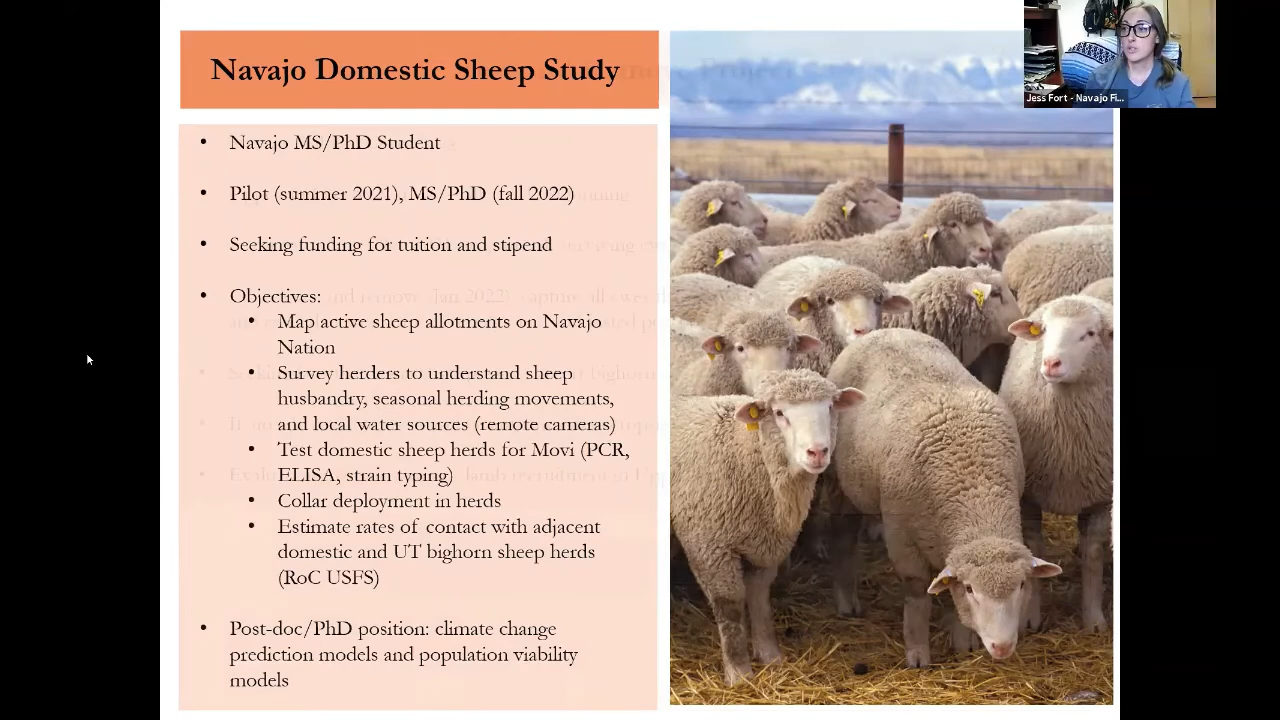 Navajo Domestic Sheep Study
Jess Fort - Navajo Fi...
• Navajo MS/PhD Student
• Pilot (summer 2021), MS/PhD (fall 2022)
• Seeking funding for tuition and stipend
• Objectives:
• Map active sheep allotments on Navajo
Nation
• Survey herders to understand sheep
husbandry, seasonal herding movements,
and local water sources (remote cameras)
• Test domestic sheep herds for Movi (PCR,
ELISA, strain typing)
• Collar deployment in herds
• Estimate rates of contact with adjacent
domestic and UT bighorn sheep herds
(RoC USFS)
• Post-doc/PhD position: climate change
prediction models and population viability
models